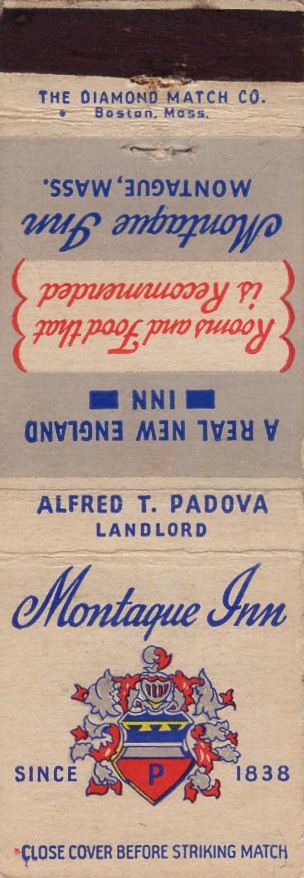 THE DIAMOND MATCH CO.
Boston, Mass.
A REAL NEW ENGLAND
INN
Rooms and Food that
is Recommended
Montague Inn
MONTAGUE, MASS.
ALFRED T. PADOVA
LANDLORD
Montague Inn
P
SINCE 1838
CLOSE COVER BEFORE STRIKING MATCH